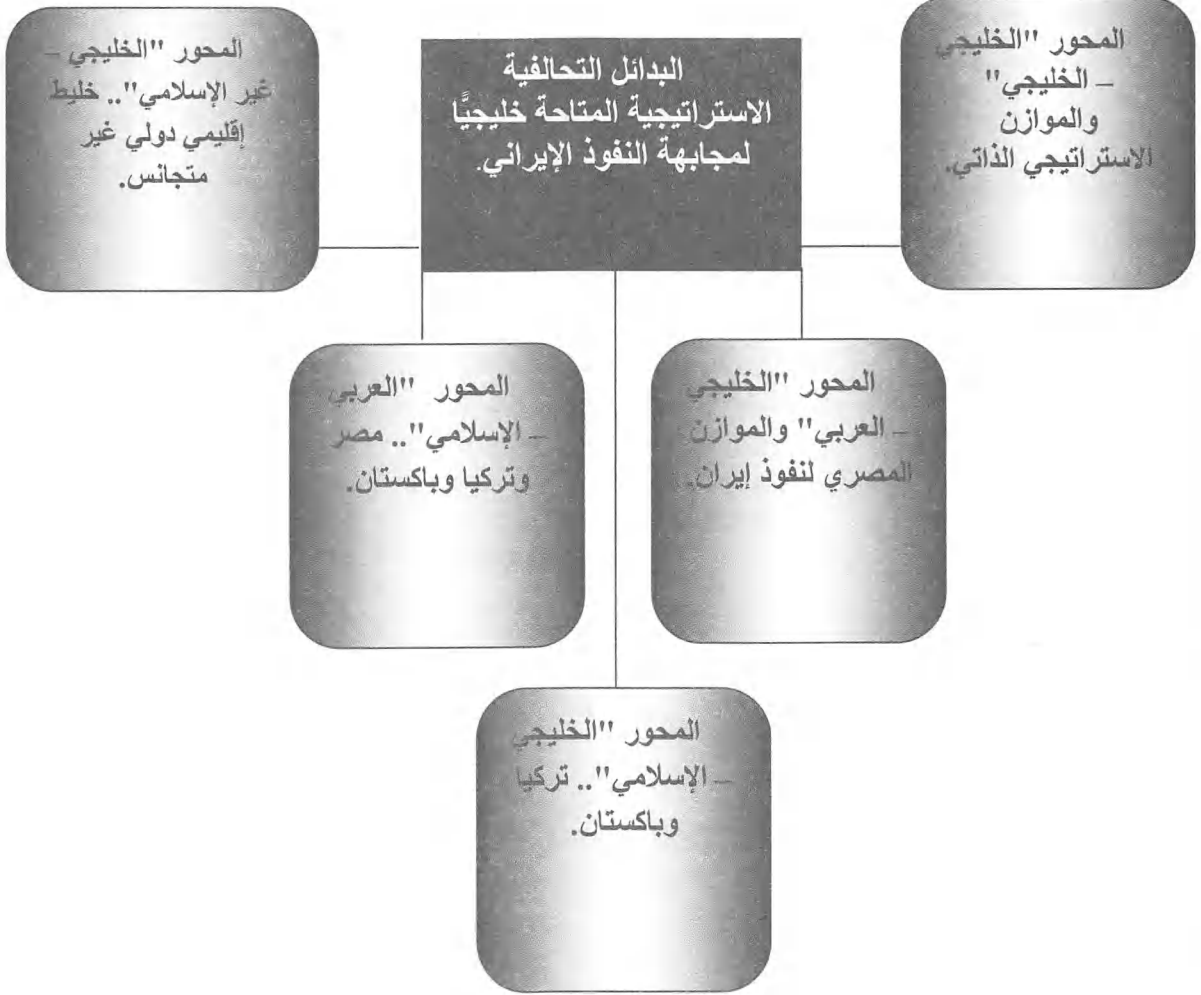 البدائل التحالفية
الاستراتيجية المتاحة خليجيًّا
لمجابهة النفوذ الإيراني.
المحور "الخليجي
– الخليجي"
والموازن
الاستراتيجي الذاتي.
المحور "الخليجي –
غير الإسلامي".. خليط
إقليمي دولي غير
متجانس.
المحور "الخليجي
– العربي" والموازن
المصري لنفوذ إيران.
المحور "العربي
– الإسلامي".. مصر
وتركيا وباكستان.
المحور "الخليجي
– الإسلامي".. تركيا
وباكستان.